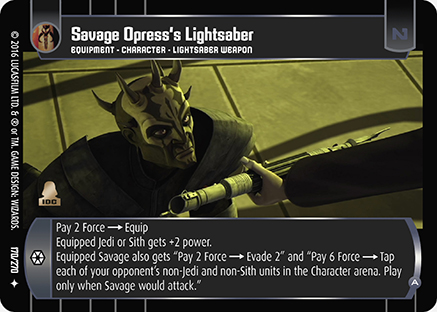 Savage Opress's Lightsaber
EQUIPMENT - CHARACTER - LIGHTSABER WEAPON
N
© 2016 LUCASFILM LTD. & ® OR TM. GAME DESIGN: WIZARDS.
IDC
170/270
Pay 2 Force → Equip
Equipped Jedi or Sith gets +2 power.
Equipped Savage also gets "Pay 2 Force → Evade 2" and "Pay 6 Force → Tap
each of your opponent's non-Jedi and non-Sith units in the Character arena. Play
only when Savage would attack."
A